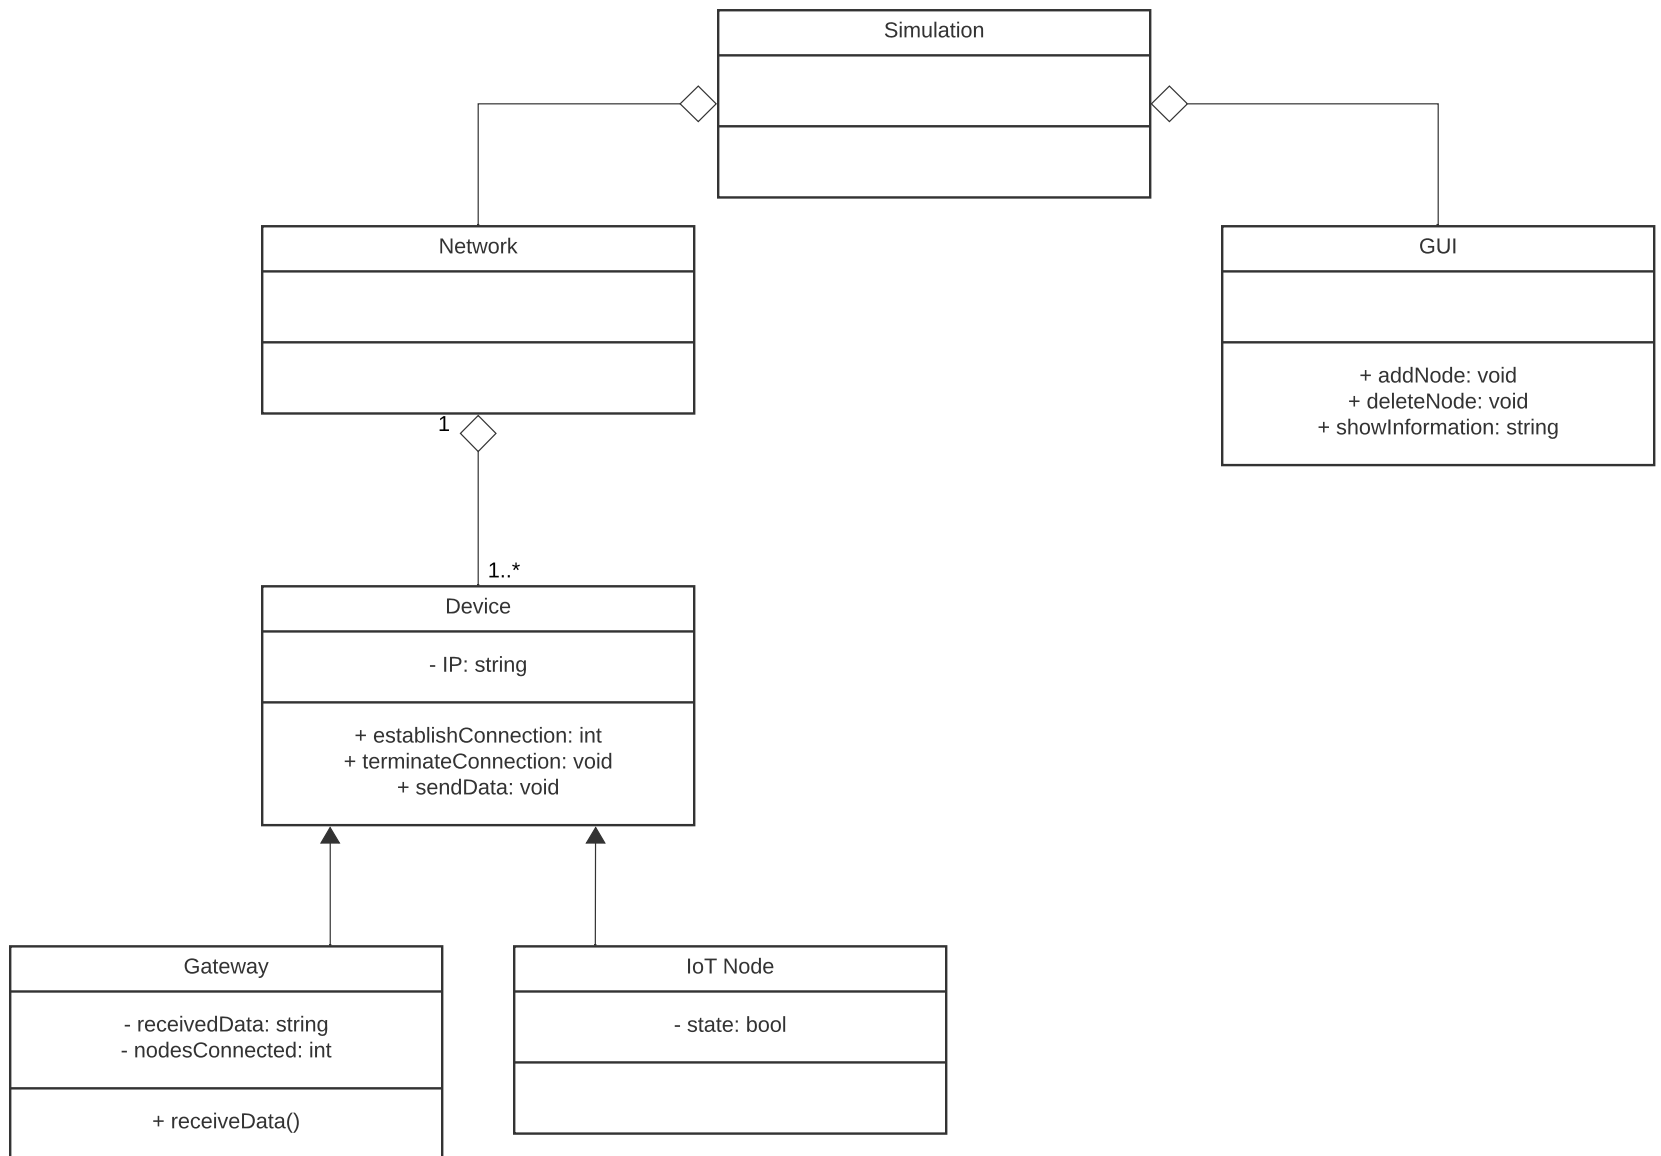 Simulation
Network
GUI
+ addNode: void
+ deleteNode: void
+ showInformation: string
1
1..*
Device
- IP: string
+ establishConnection: int
+ terminateConnection: void
+ sendData: void
Gateway
- receivedData: string
- nodesConnected: int
+ receiveData()
IoT Node
- state: bool